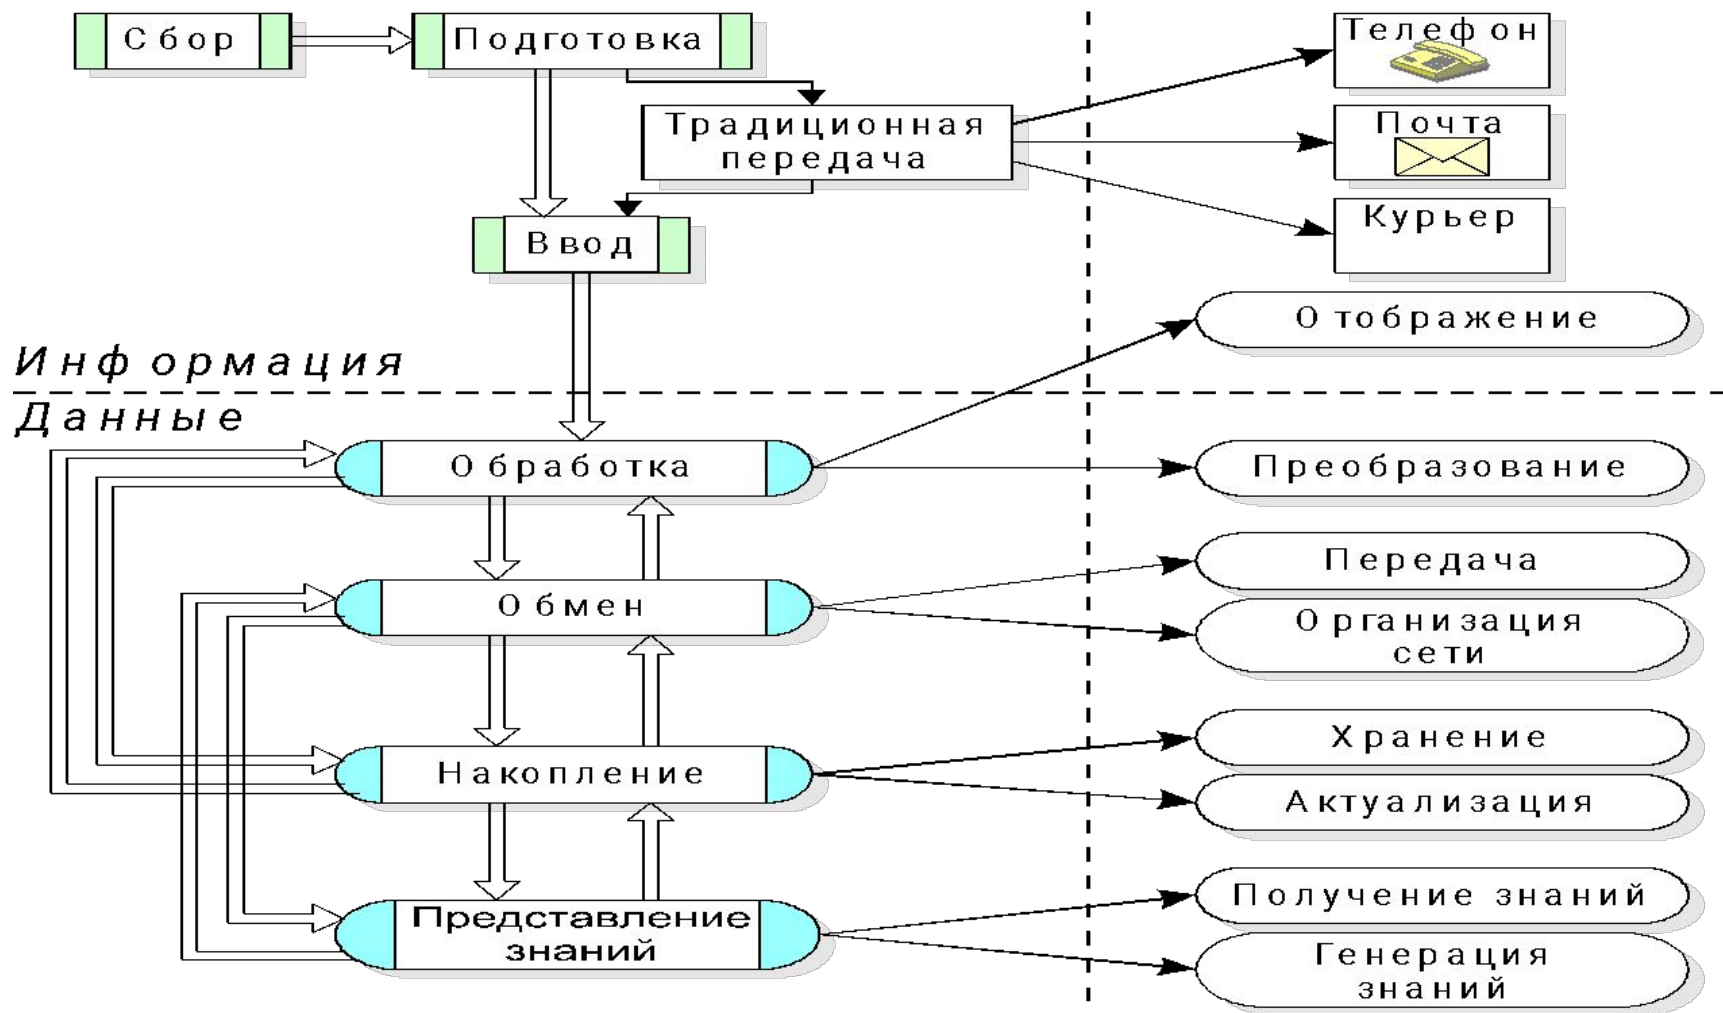 Сбор
Подготовка
Телефон
Традиционная
передача
Почта
Курьер
Ввод
Отображение
Информация
Данные
Обработка
Преобразование
Обмен
Передача
Организация
сети
Накопление
Хранение
Актуализация
Представление
знаний
Получение знаний
Генерация
знаний